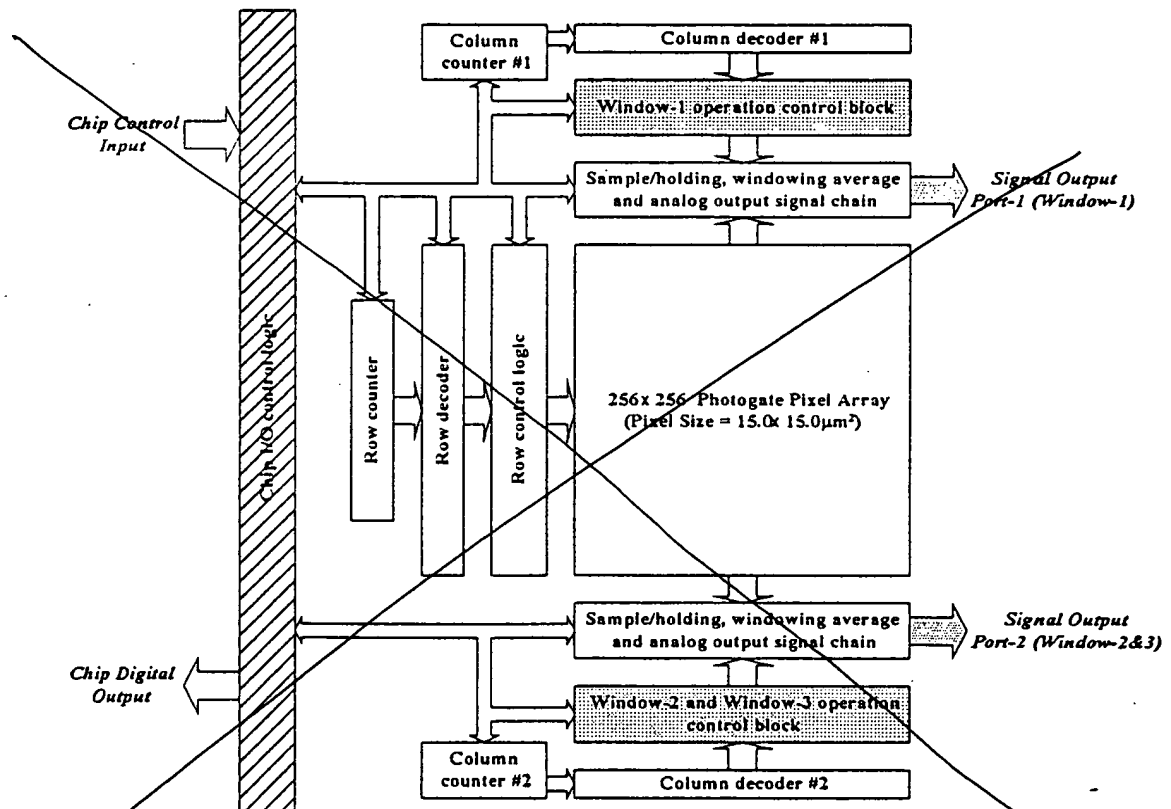 Column
counter #1
Column decoder #1
Window-1 operation control block
Chip Control
Input
Sample/holding, windowing average
and analog output signal chain
Signal Output
Port-1 (Window-1)
Chip I/O control logic
Row counter
Row decoder
Row control logic
256x 256 Photogate Pixel Array
(Pixel Size = 15.0x 15.0μm²)
Sample/holding, windowing average
and analog output signal chain
Signal Output
Port-2 (Window-2&3)
Chip Digital
Output
Window-2 and Window-3 operation
control block
Column
counter #2
Column decoder #2